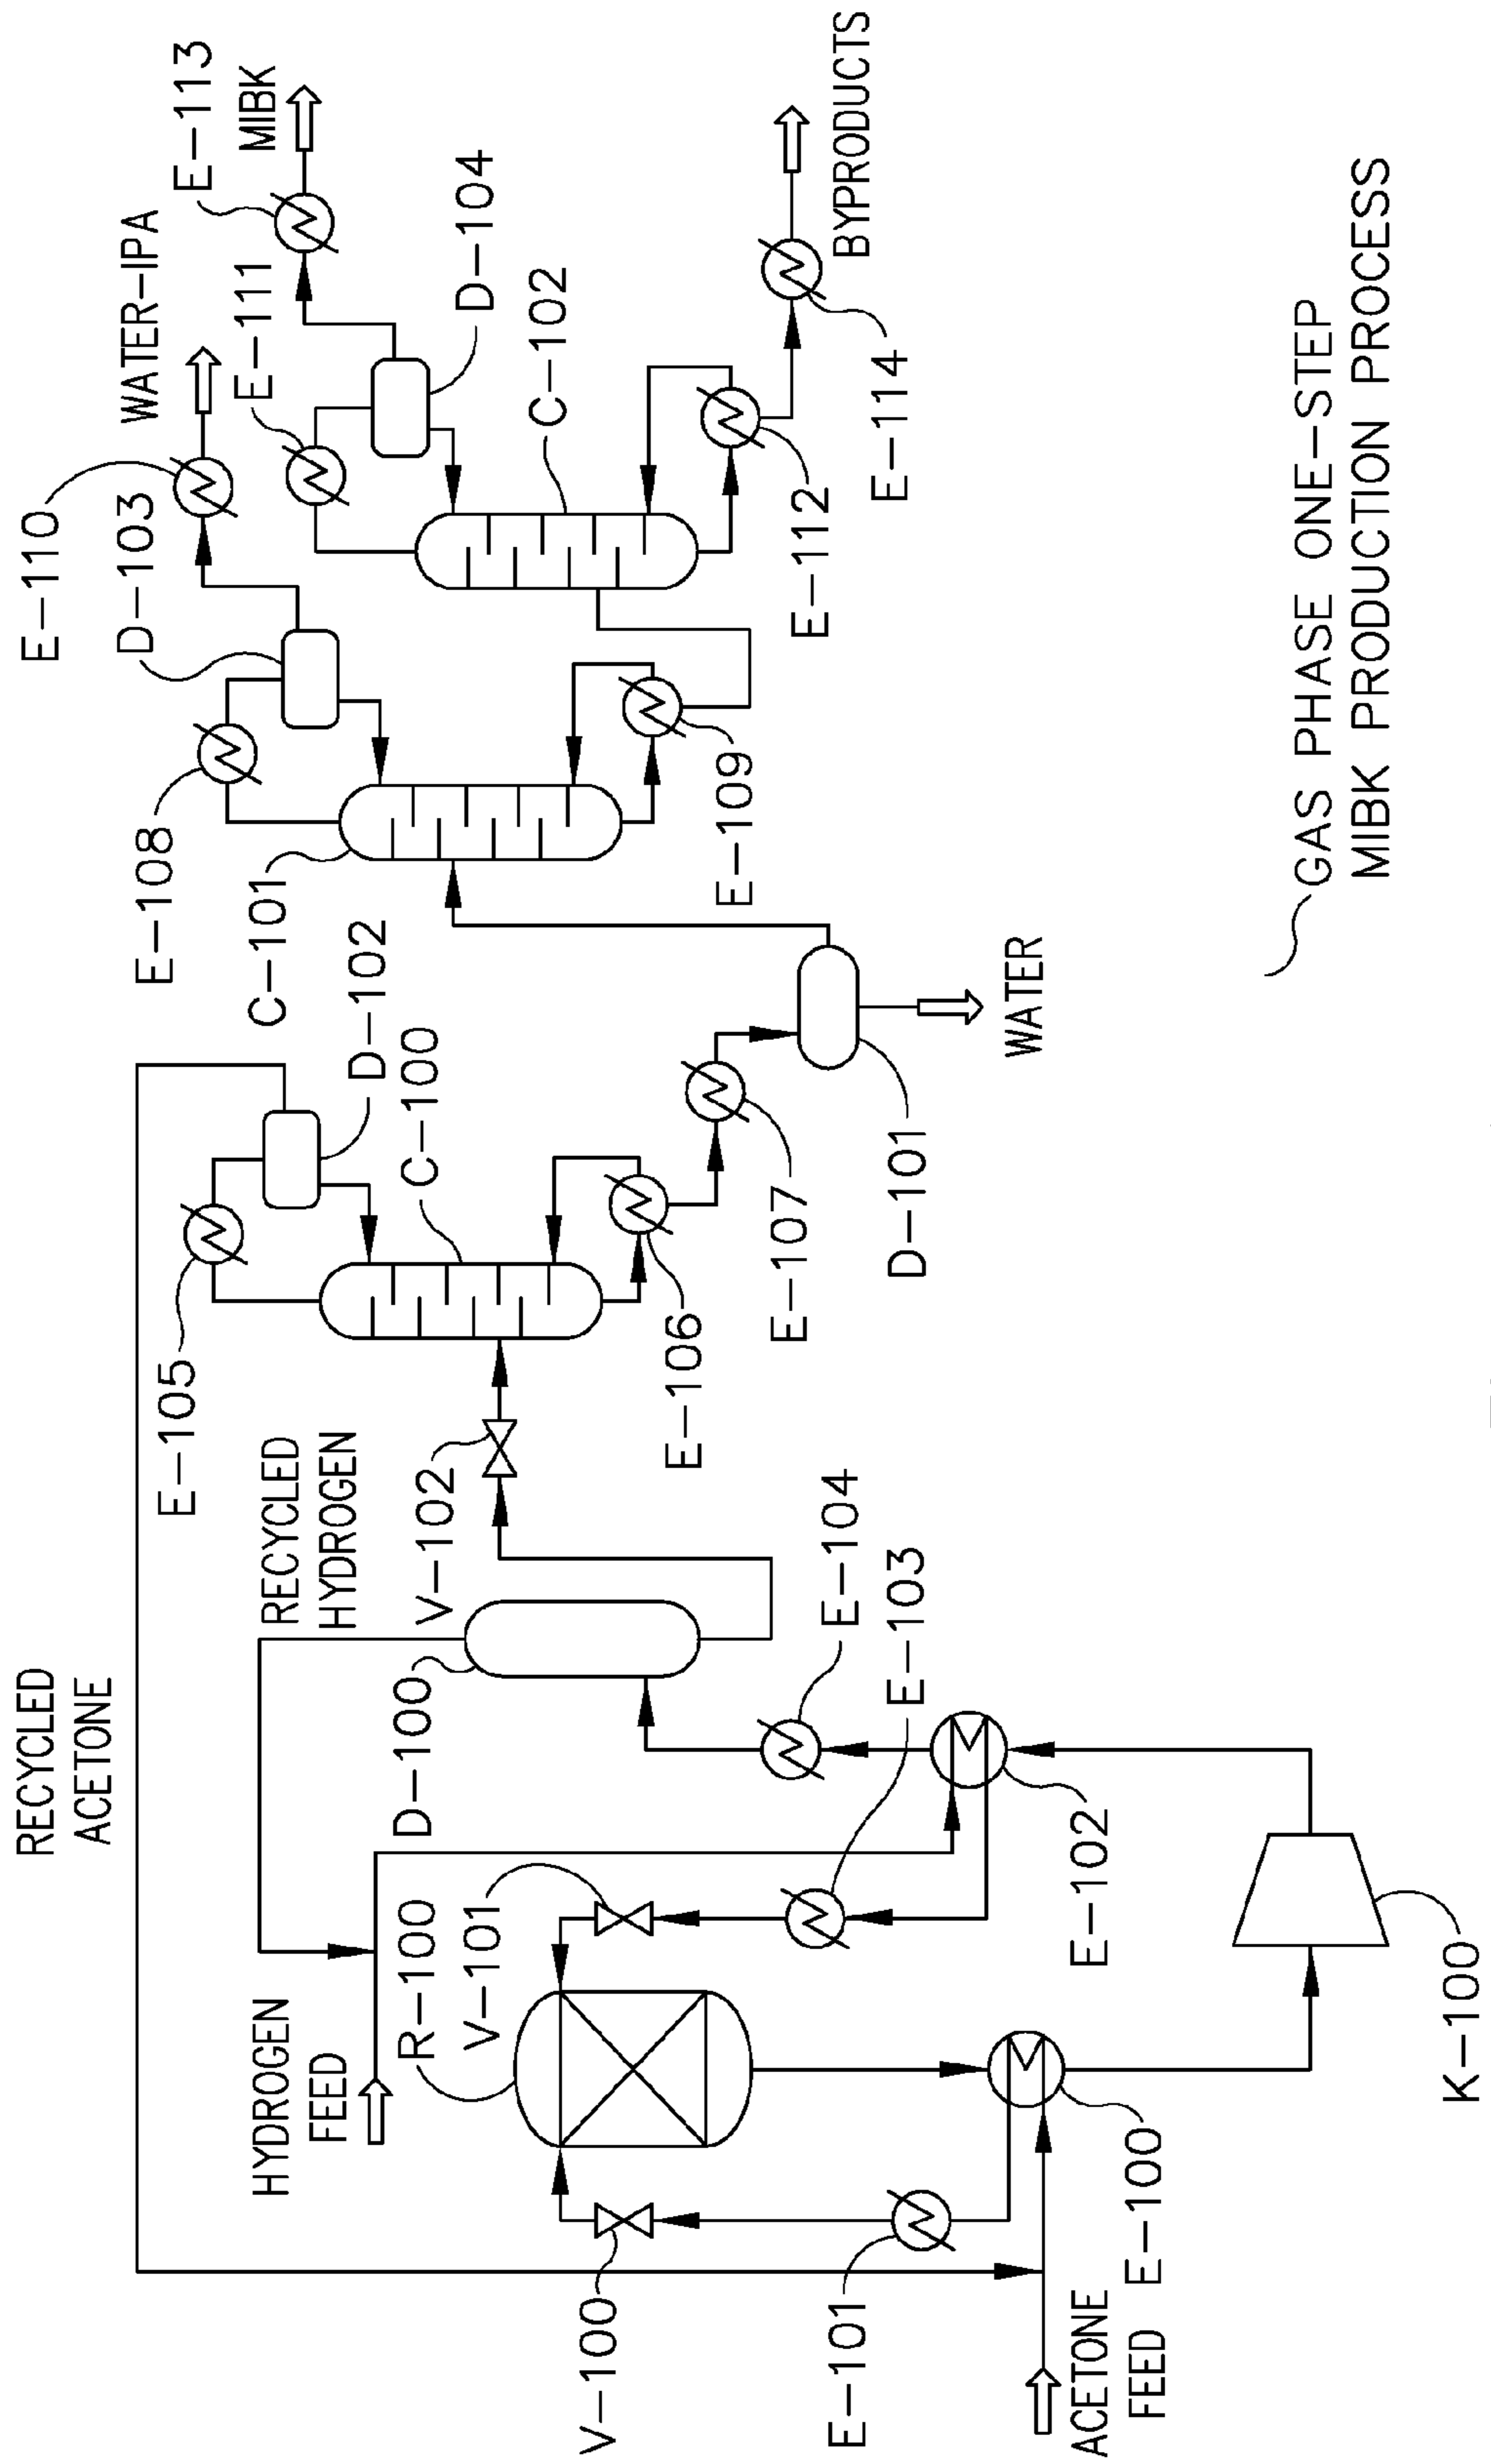 RECYCLED
ACETONE
HYDROGEN
FEED
RECYCLED
HYDROGEN
R-100
V-101
D-100
V-102
E-104
E-103
E-102
K-100
V-100
E-101
ACETONE
FEED
E-100
E-105
D-102
C-100
E-106
E-107
D-101
WATER
E-108
C-101
E-109
E-110
D-103
WATER-IPA
E-111
E-113
MIBK
D-104
C-102
E-112
E-114
BYPRODUCTS
GAS PHASE ONE-STEP
MIBK PRODUCTION PROCESS